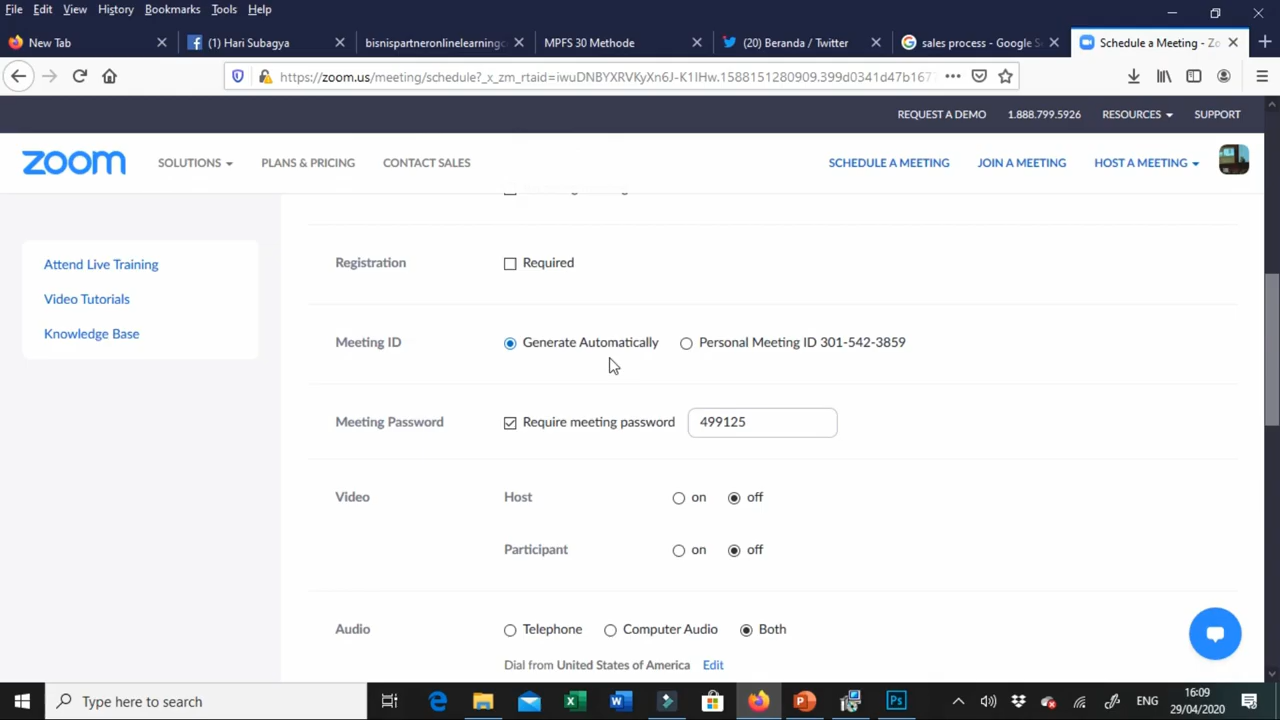 File Edit View History Bookmarks Tools Help
New Tab (1) Hari Subagya bisnispartneronlinelearningc MPFS 30 Methode (20) Beranda / Twitter sales process - Google S Schedule a Meeting - Zo
https://zoom.us/meeting/schedule?_x_zm_rtaid=iwuDNBYXRVKyXn6J-K1lHw.1588151280909.399d0341d47b1677
REQUEST A DEMO 1.888.799.5926 RESOURCES SUPPORT
zoom SOLUTIONS PLANS & PRICING CONTACT SALES SCHEDULE A MEETING JOIN A MEETING HOST A MEETING
Attend Live Training
Video Tutorials
Knowledge Base
Registration Required
Meeting ID Generate Automatically Personal Meeting ID 301-542-3859
Meeting Password Require meeting password 499125
Video Host on off
Participant on off
Audio Telephone Computer Audio Both
Dial from United States of America Edit
Type here to search ENG 16:09
29/04/2020